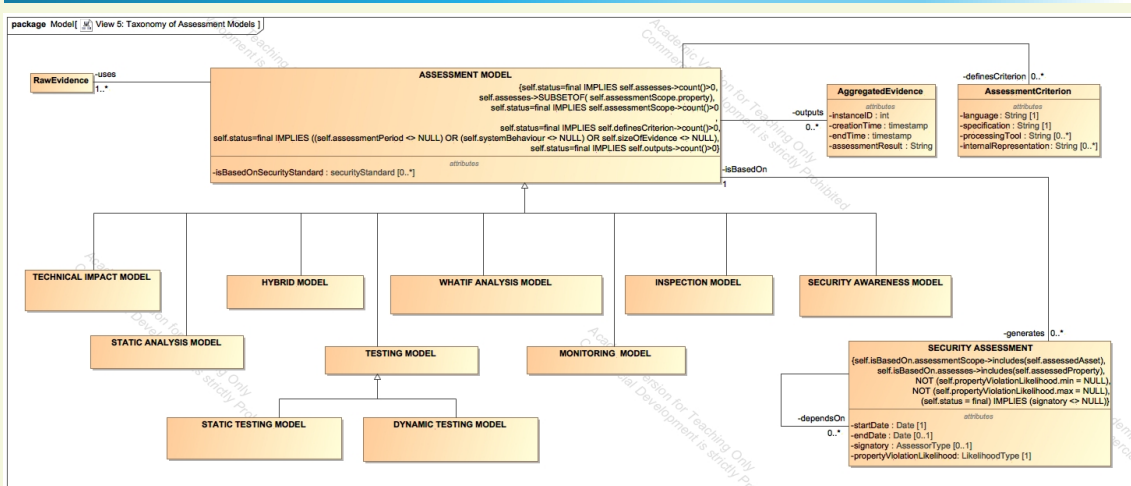 package Model[ View 5: Taxonomy of Assessment Models ]
RawEvidence
-uses
1..*
ASSESSMENT MODEL
{self.status=final IMPLIES self.assesses->count()>0,
self.assesses->SUBSETOF( self.assessmentScope.property),
self.status=final IMPLIES self.assessmentScope->count()>0
,
self.status=final IMPLIES self.definesCriterion->count()>0,
self.status=final IMPLIES ((self.assessmentPeriod <> NULL) OR (self.systemBehaviour <> NULL) OR self.sizeOfEvidence <> NULL),
self.status=final IMPLIES self.outputs->count()>0}
attributes
-isBasedOnSecurityStandard : securityStandard [0..*]
-outputs
0..*
AggregatedEvidence
attributes
-instanceID : int
-creationTime : timestamp
-endTime : timestamp
-assessmentResult : String
-definesCriterion 0..*
AssessmentCriterion
attributes
-language : String [1]
-specification : String [1]
-processingTool : String [0..*]
-internalRepresentation : String [0..*]
-isBasedOn
1
TECHNICAL IMPACT MODEL
HYBRID MODEL
WHATIF ANALYSIS MODEL
INSPECTION MODEL
SECURITY AWARENESS MODEL
STATIC ANALYSIS MODEL
TESTING MODEL
MONITORING MODEL
STATIC TESTING MODEL
DYNAMIC TESTING MODEL
-generates 0..*
SECURITY ASSESSMENT
{self.isBasedOn.assessmentScope->includes(self.assessedAsset),
self.isBasedOn.assesses->includes(self.assessedProperty),
NOT (self.propertyViolationLikelihood.min = NULL),
NOT (self.propertyViolationLikelihood.max = NULL),
(self.status = final) IMPLIES (signatory <> NULL)}
attributes
-startDate : Date [1]
-endDate : Date [0..1]
-signatory : AssessorType [0..1]
-propertyViolationLikelihood: LikelihoodType [1]
-dependsOn
0..*